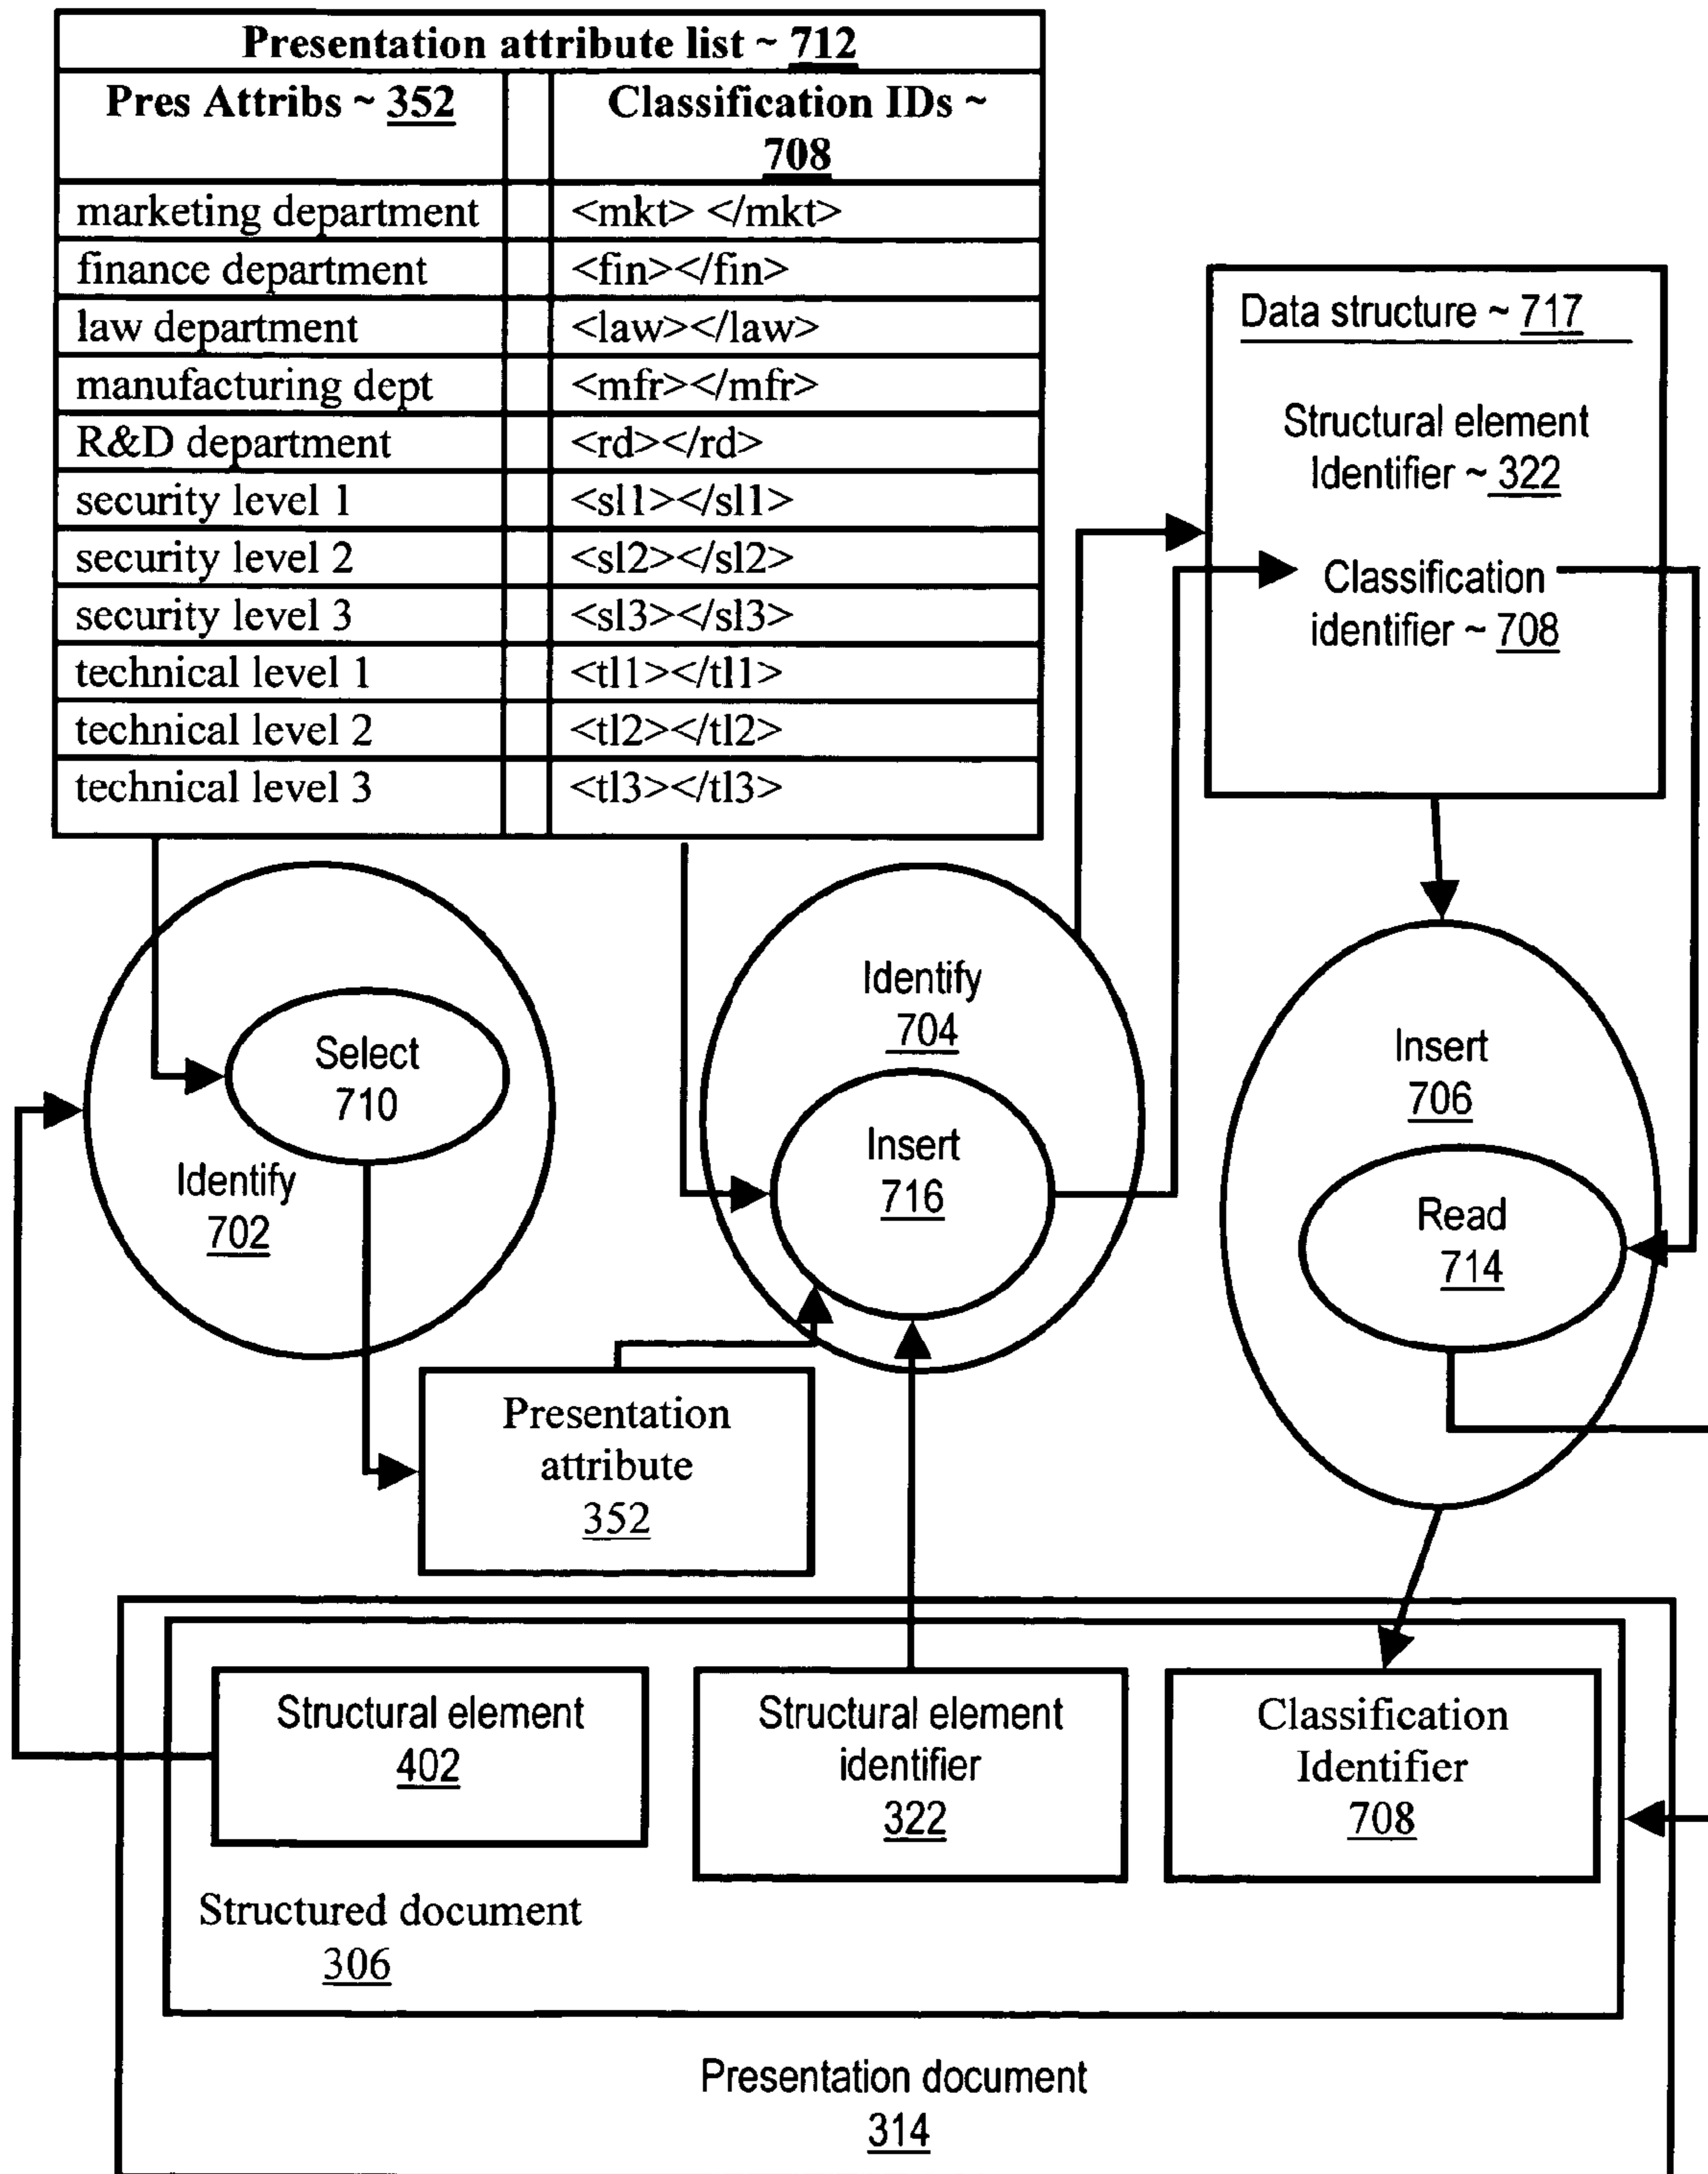 Presentation attribute list ~ 712
Pres Attribs ~ 352
Classification IDs ~
708
marketing department <mkt> </mkt>
finance department <fin></fin>
law department <law></law>
manufacturing dept <mfr></mfr>
R&D department <rd></rd>
security level 1 <sl1></sl1>
security level 2 <sl2></sl2>
security level 3 <sl3></sl3>
technical level 1 <tl1></tl1>
technical level 2 <tl2></tl2>
technical level 3 <tl3></tl3>
Data structure ~ 717
Structural element
Identifier ~ 322
Classification
identifier ~ 708
Select
710
Identify
702
Identify
704
Insert
716
Insert
706
Read
714
Presentation
attribute
352
Structural element
402
Structural element
identifier
322
Classification
Identifier
708
Structured document
306
Presentation document
314